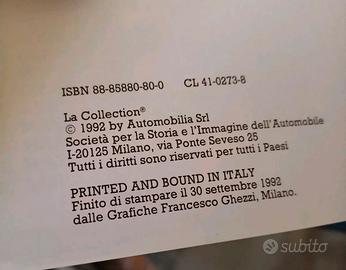 ISBN 88-85880-80-0 CL 41-0273-8
La Collection®
© 1992 by Automobilia Srl
Società per la Storia e l'Immagine dell'Automobile
I-20125 Milano, via Ponte Seveso 25
Tutti i diritti sono riservati per tutti i Paesi
PRINTED AND BOUND IN ITALY
Finito di stampare il 30 settembre 1992
dalle Grafiche Francesco Ghezzi, Milano.
subito